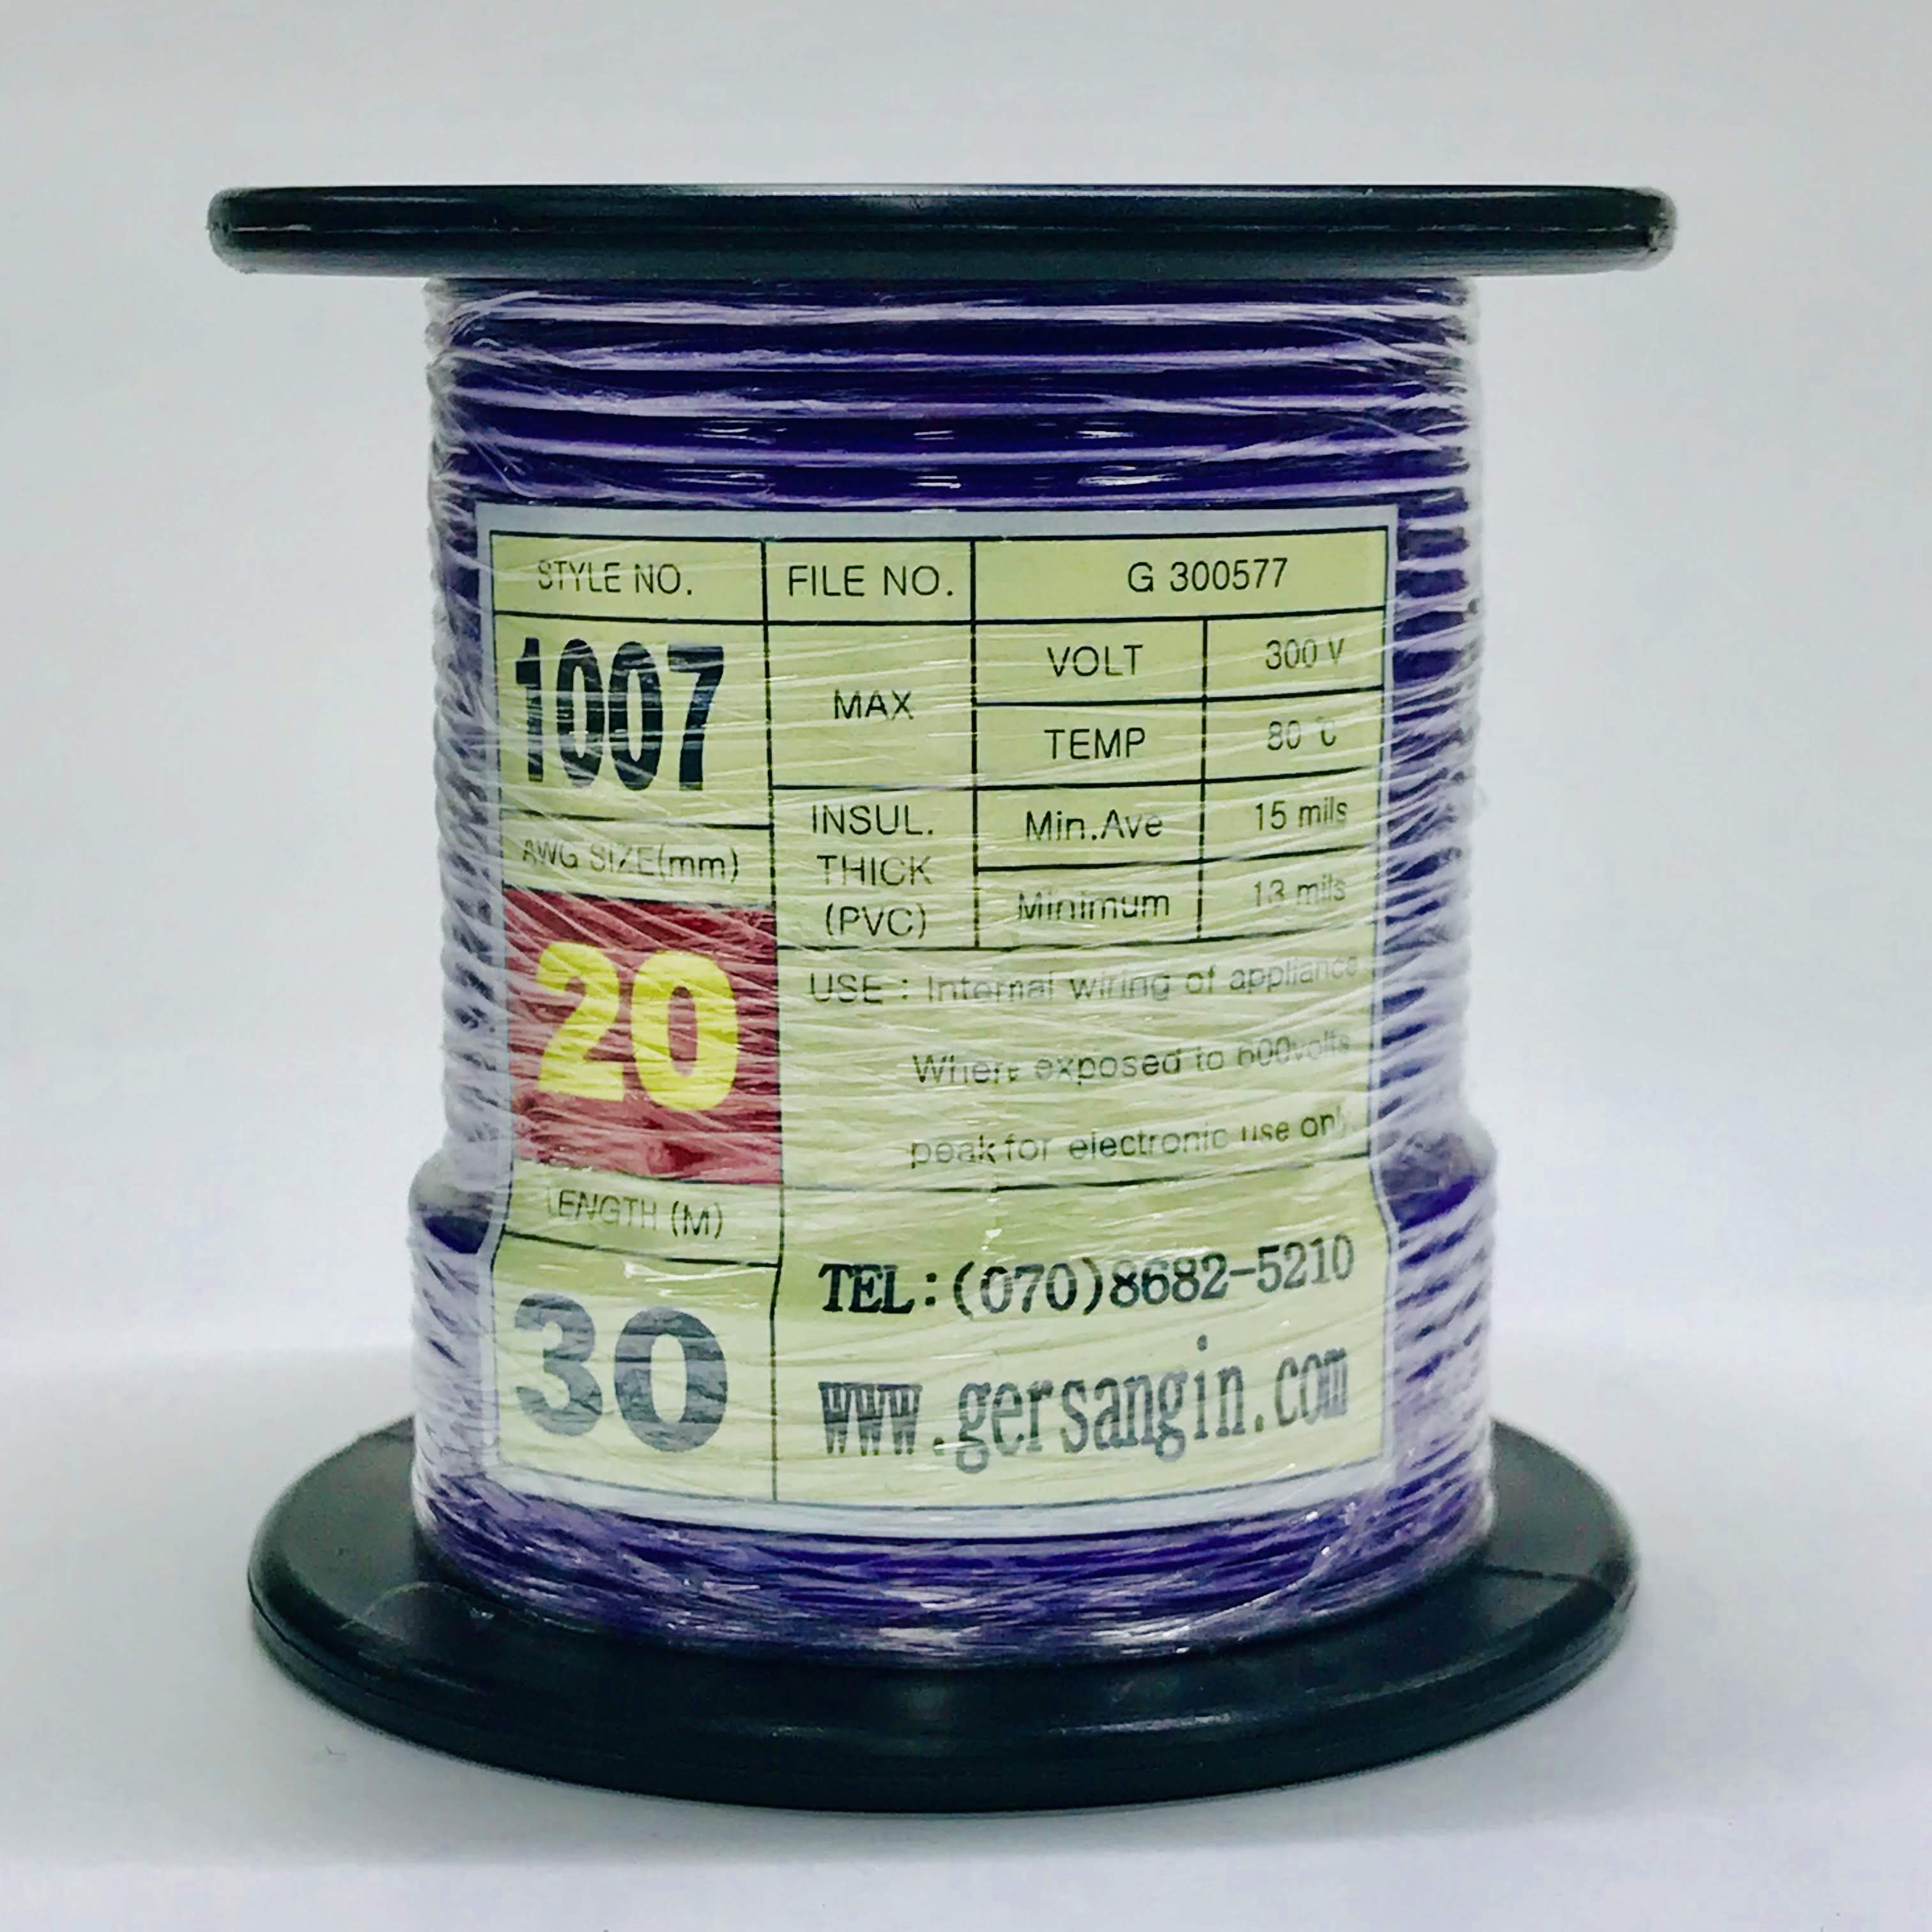 STYLE NO.
FILE NO.
G 300577
1007
MAX
VOLT
300 V
TEMP
80 ℃
AWG SIZE(mm)
20
INSUL.
THICK
(PVC)
Min.Ave
15 mils
Minimum
13 mils
USE : Internal wiring of appliance
Where exposed to 600volts
peak for electronic use only
LENGTH (M)
30
TEL:(070)8682-5210
www.gersangin.com